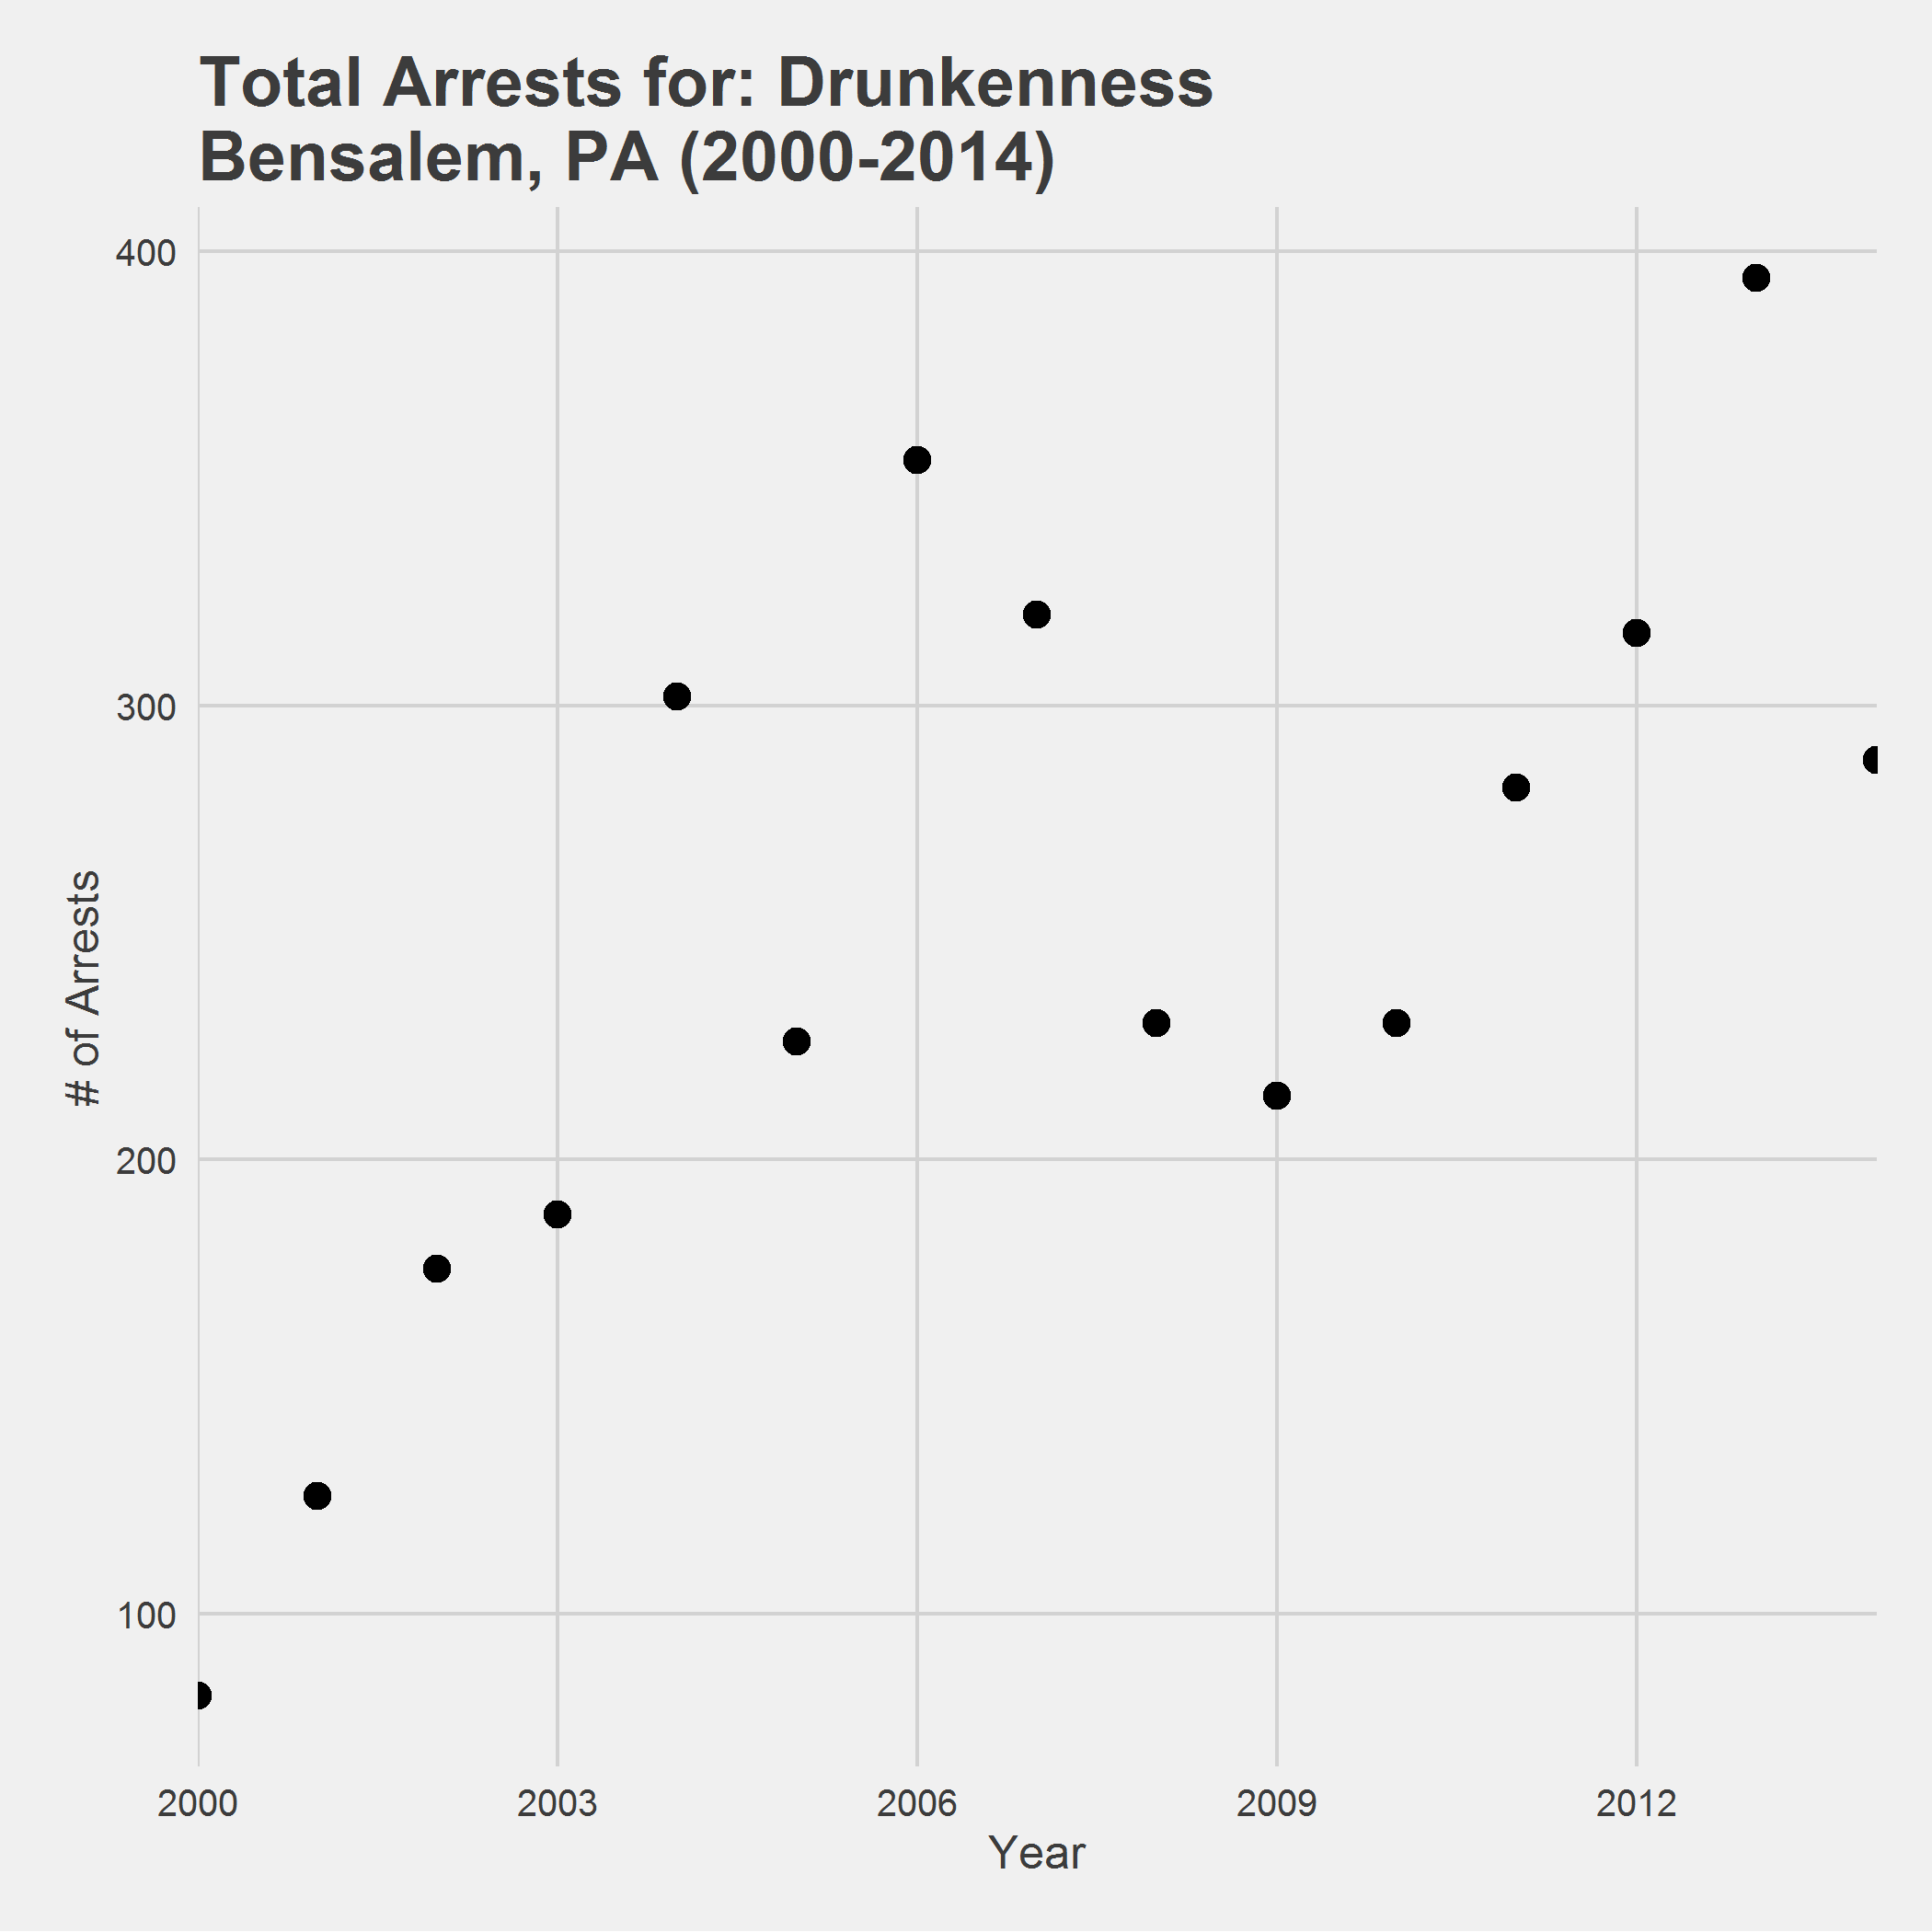 Total Arrests for: Drunkenness
Bensalem, PA (2000-2014)
400
300
200
100
# of Arrests
2000 2003 2006 2009 2012
Year